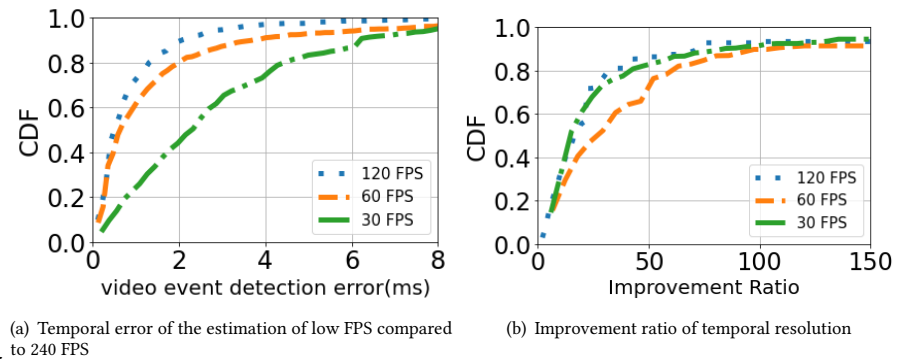 1.0
0.8
0.6
0.4
0.2
0.0
CDF
0 2 4 6 8
video event detection error(ms)
120 FPS
60 FPS
30 FPS
(a) Temporal error of the estimation of low FPS compared
to 240 FPS
1.0
0.8
0.6
0.4
0.2
0.0
CDF
0 50 100 150
Improvement Ratio
120 FPS
60 FPS
30 FPS
(b) Improvement ratio of temporal resolution